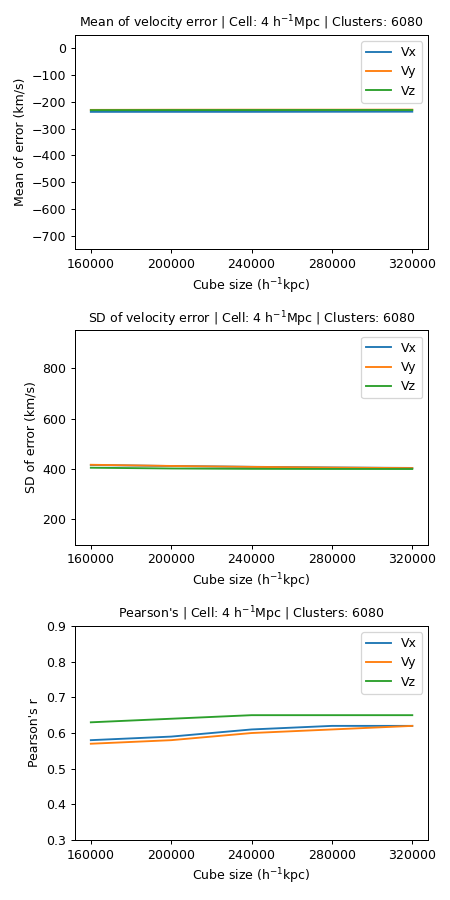 Mean of velocity error | Cell: 4 h⁻¹Mpc | Clusters: 6080
Mean of error (km/s)
0
−100
−200
−300
−400
−500
−600
−700
Vx
Vy
Vz
160000 200000 240000 280000 320000
Cube size (h⁻¹kpc)
SD of velocity error | Cell: 4 h⁻¹Mpc | Clusters: 6080
SD of error (km/s)
800
600
400
200
Vx
Vy
Vz
160000 200000 240000 280000 320000
Cube size (h⁻¹kpc)
Pearson's | Cell: 4 h⁻¹Mpc | Clusters: 6080
Pearson's r
0.9
0.8
0.7
0.6
0.5
0.4
0.3
Vx
Vy
Vz
160000 200000 240000 280000 320000
Cube size (h⁻¹kpc)